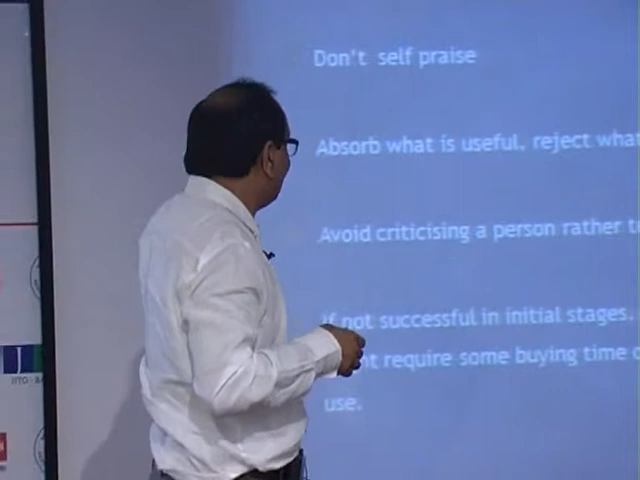 Don't self praise
Absorb what is useful, reject what
Avoid criticising a person rather t
If not successful in initial stages.
nt require some buying time
use.